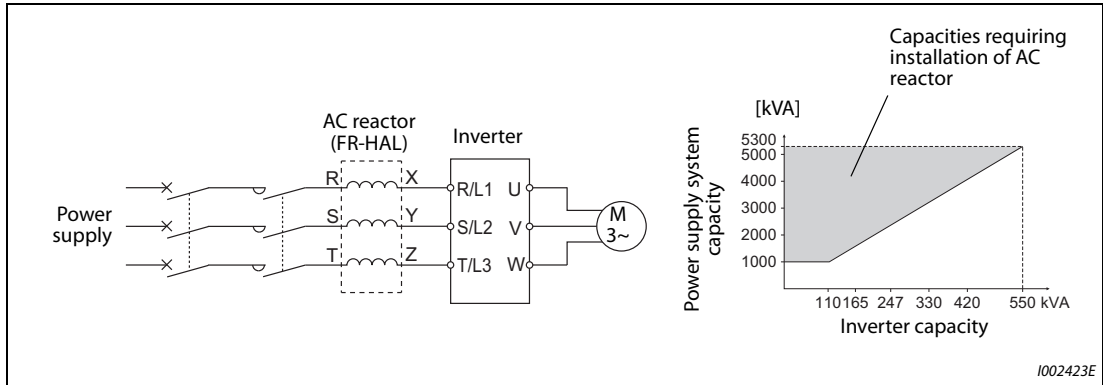 Capacities requiring
installation of AC
reactor
AC reactor
(FR-HAL)
Inverter
Power
supply
R X
S Y
T Z
R/L1 U
S/L2 V
T/L3 W
M
3~
[kVA]
Power supply system
capacity
5300
5000
4000
3000
2000
1000
110 165 247 330 420 550 kVA
Inverter capacity
I002423E